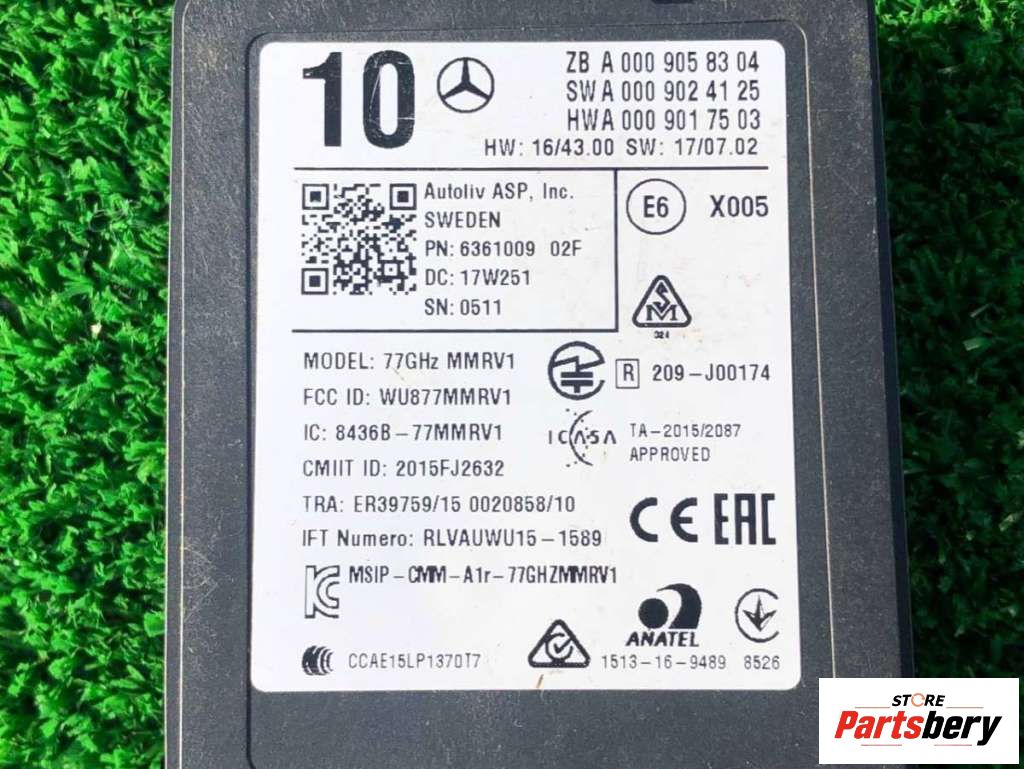 10
ZB A 000 905 83 04
SW A 000 902 41 25
HWA 000 901 75 03
HW: 16/43.00 SW: 17/07.02
Autoliv ASP, Inc.
SWEDEN
PN: 6361009 02F
DC: 17W251
SN: 0511
E6 X005
SM
024
MODEL: 77GHz MMRV1
FCC ID: WU877MMRV1
IC: 8436B-77MMRV1
CMIIT ID: 2015FJ2632
TRA: ER39759/15 0020858/10
IFT Numero: RLVAUWU15-1589
R 209-J00174
ICASA TA-2015/2087
APPROVED
CE EAC
MSIP-CMM-A1r-77GHZMMRV1
CCAE15LP1370T7
ANATEL
1513-16-9489 8526
STORE
Partsbery